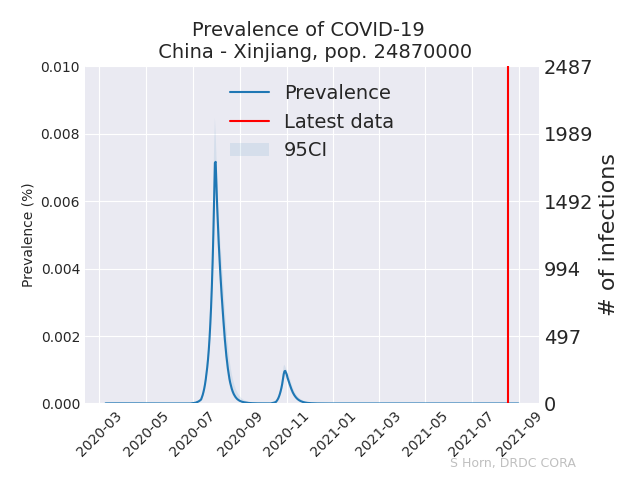 Prevalence of COVID-19
China - Xinjiang, pop. 24870000
Prevalence
Latest data
95CI
Prevalence (%)
0.010
0.008
0.006
0.004
0.002
0.000
2487
1989
1492
994
497
0
# of infections
2020-03
2020-05
2020-07
2020-09
2020-11
2021-01
2021-03
2021-05
2021-07
2021-09
S Horn, DRDC CORA